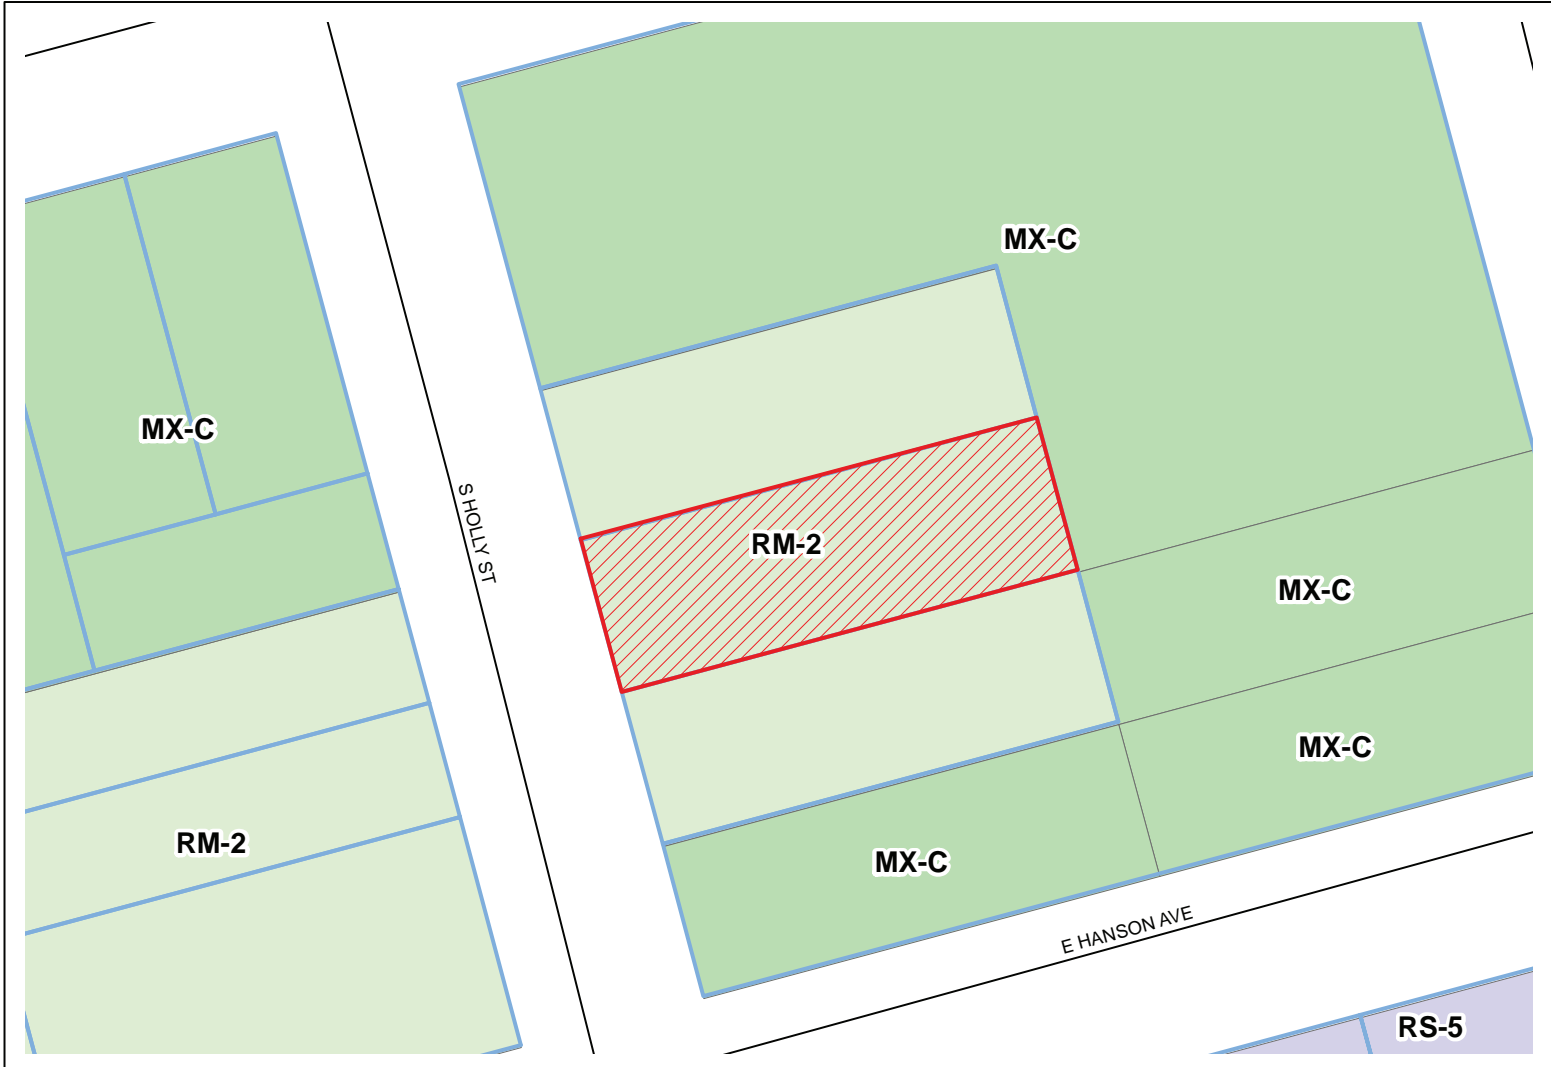 MX-C
MX-C
S HOLLY ST
RM-2
MX-C
MX-C
RM-2
MX-C
E HANSON AVE
RS-5